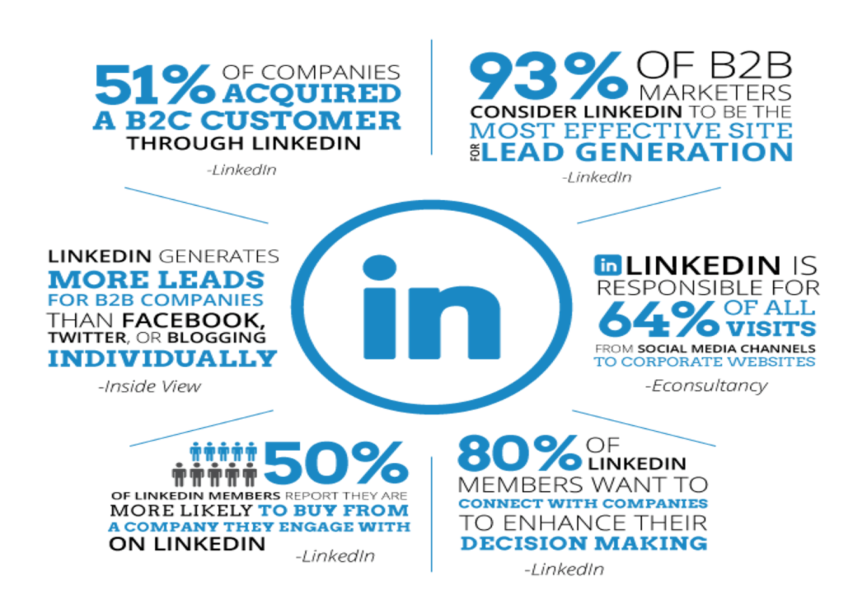 51% OF COMPANIES
ACQUIRED
A B2C CUSTOMER
THROUGH LINKEDIN
-LinkedIn
93% OF B2B
MARKETERS
CONSIDER LINKEDIN TO BE THE
MOST EFFECTIVE SITE
FOR LEAD GENERATION
-LinkedIn
LINKEDIN GENERATES
MORE LEADS
FOR B2B COMPANIES
THAN FACEBOOK,
TWITTER, OR BLOGGING
INDIVIDUALLY
-Inside View
in
in LINKEDIN IS
RESPONSIBLE FOR
64% OF ALL
VISITS
FROM SOCIAL MEDIA CHANNELS
TO CORPORATE WEBSITES
-Econsultancy
50%
OF LINKEDIN MEMBERS REPORT THEY ARE
MORE LIKELY TO BUY FROM
A COMPANY THEY ENGAGE WITH
ON LINKEDIN
-LinkedIn
80% OF
LINKEDIN
MEMBERS WANT TO
CONNECT WITH COMPANIES
TO ENHANCE THEIR
DECISION MAKING
-LinkedIn